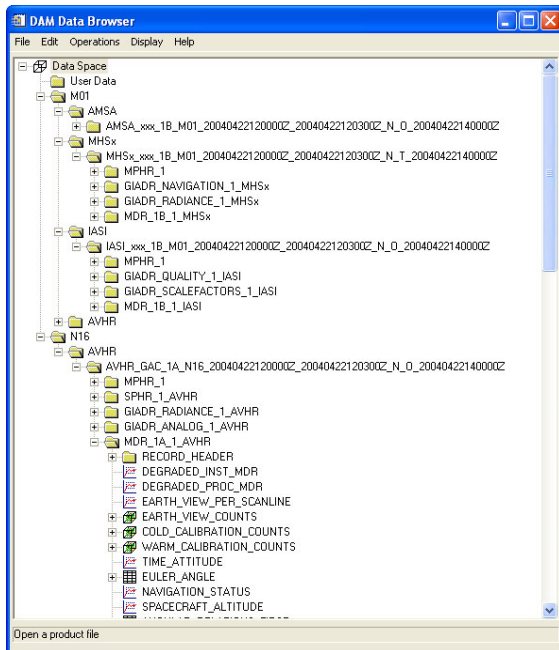 DAM Data Browser
File Edit Operations Display Help
Data Space
User Data
M01
AMSA
AMSA_xxx_1B_M01_20040422120000Z_20040422120300Z_N_O_20040422140000Z
MHSx
MHSx_xxx_1B_M01_20040422120000Z_20040422120300Z_N_T_20040422140000Z
MPHR_1
GIADR_NAVIGATION_1_MHSx
GIADR_RADIANCE_1_MHSx
MDR_1B_1_MHSx
IASI
IASI_xxx_1B_M01_20040422120000Z_20040422120300Z_N_O_20040422140000Z
MPHR_1
GIADR_QUALITY_1_IASI
GIADR_SCALEFACTORS_1_IASI
MDR_1B_1_IASI
AVHR
N16
AVHR
AVHR_GAC_1A_N16_20040422120000Z_20040422120300Z_N_O_20040422140000Z
MPHR_1
SPHR_1_AVHR
GIADR_RADIANCE_1_AVHR
GIADR_ANALOG_1_AVHR
MDR_1A_1_AVHR
RECORD_HEADER
DEGRADED_INST_MDR
DEGRADED_PROC_MDR
EARTH_VIEW_PER_SCANLINE
EARTH_VIEW_COUNTS
COLD_CALIBRATION_COUNTS
WARM_CALIBRATION_COUNTS
TIME_ATTITUDE
EULER_ANGLE
NAVIGATION_STATUS
SPACECRAFT_ALTITUDE
Open a product file